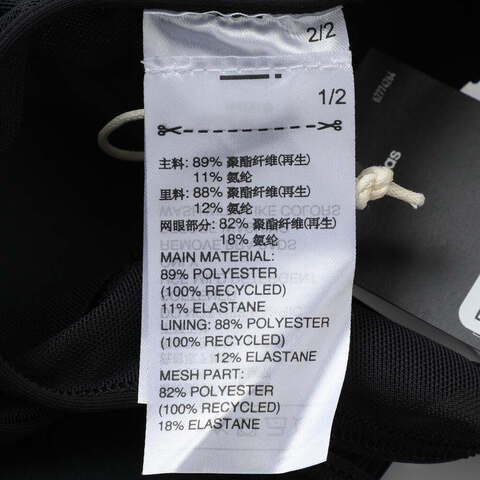 2/2
1/2
主料: 89% 聚酯纤维(再生)
11% 氨纶
里料: 88% 聚酯纤维(再生)
12% 氨纶
网眼部分: 82% 聚酯纤维(再生)
18% 氨纶
MAIN MATERIAL:
89% POLYESTER
(100% RECYCLED)
11% ELASTANE
LINING: 88% POLYESTER
(100% RECYCLED)
12% ELASTANE
MESH PART:
82% POLYESTER
(100% RECYCLED)
18% ELASTANE